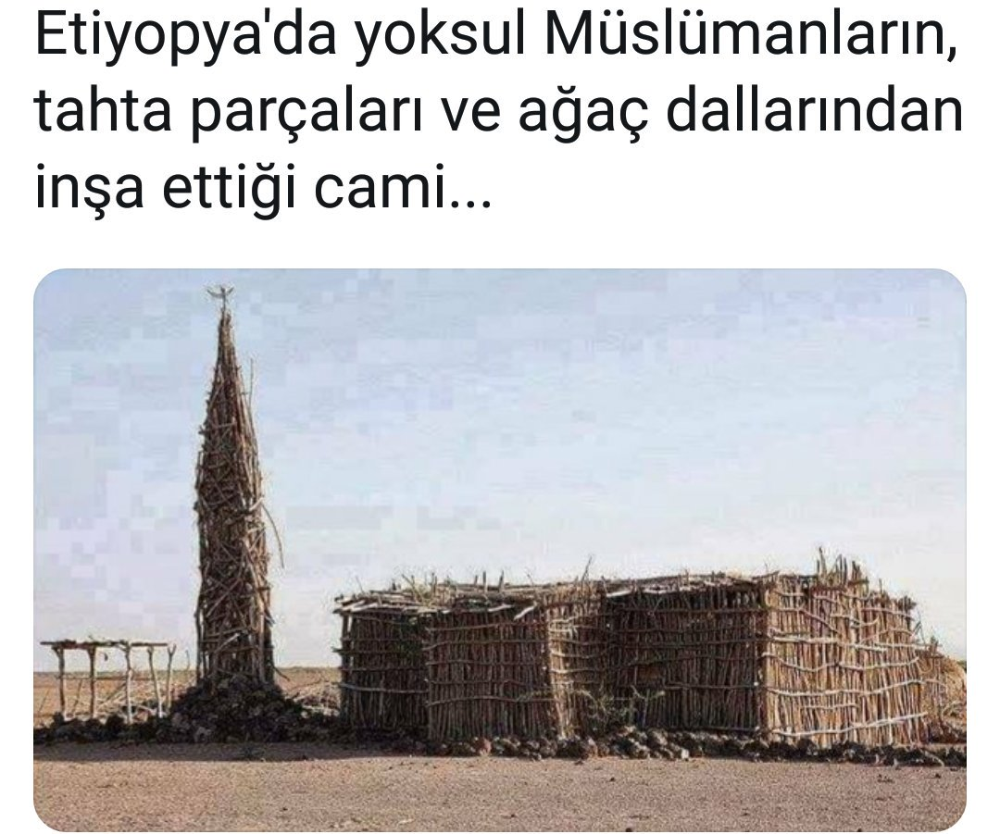 Etiyopya'da yoksul Müslümanların,
tahta parçaları ve ağaç dallarından
inşa ettiği cami...